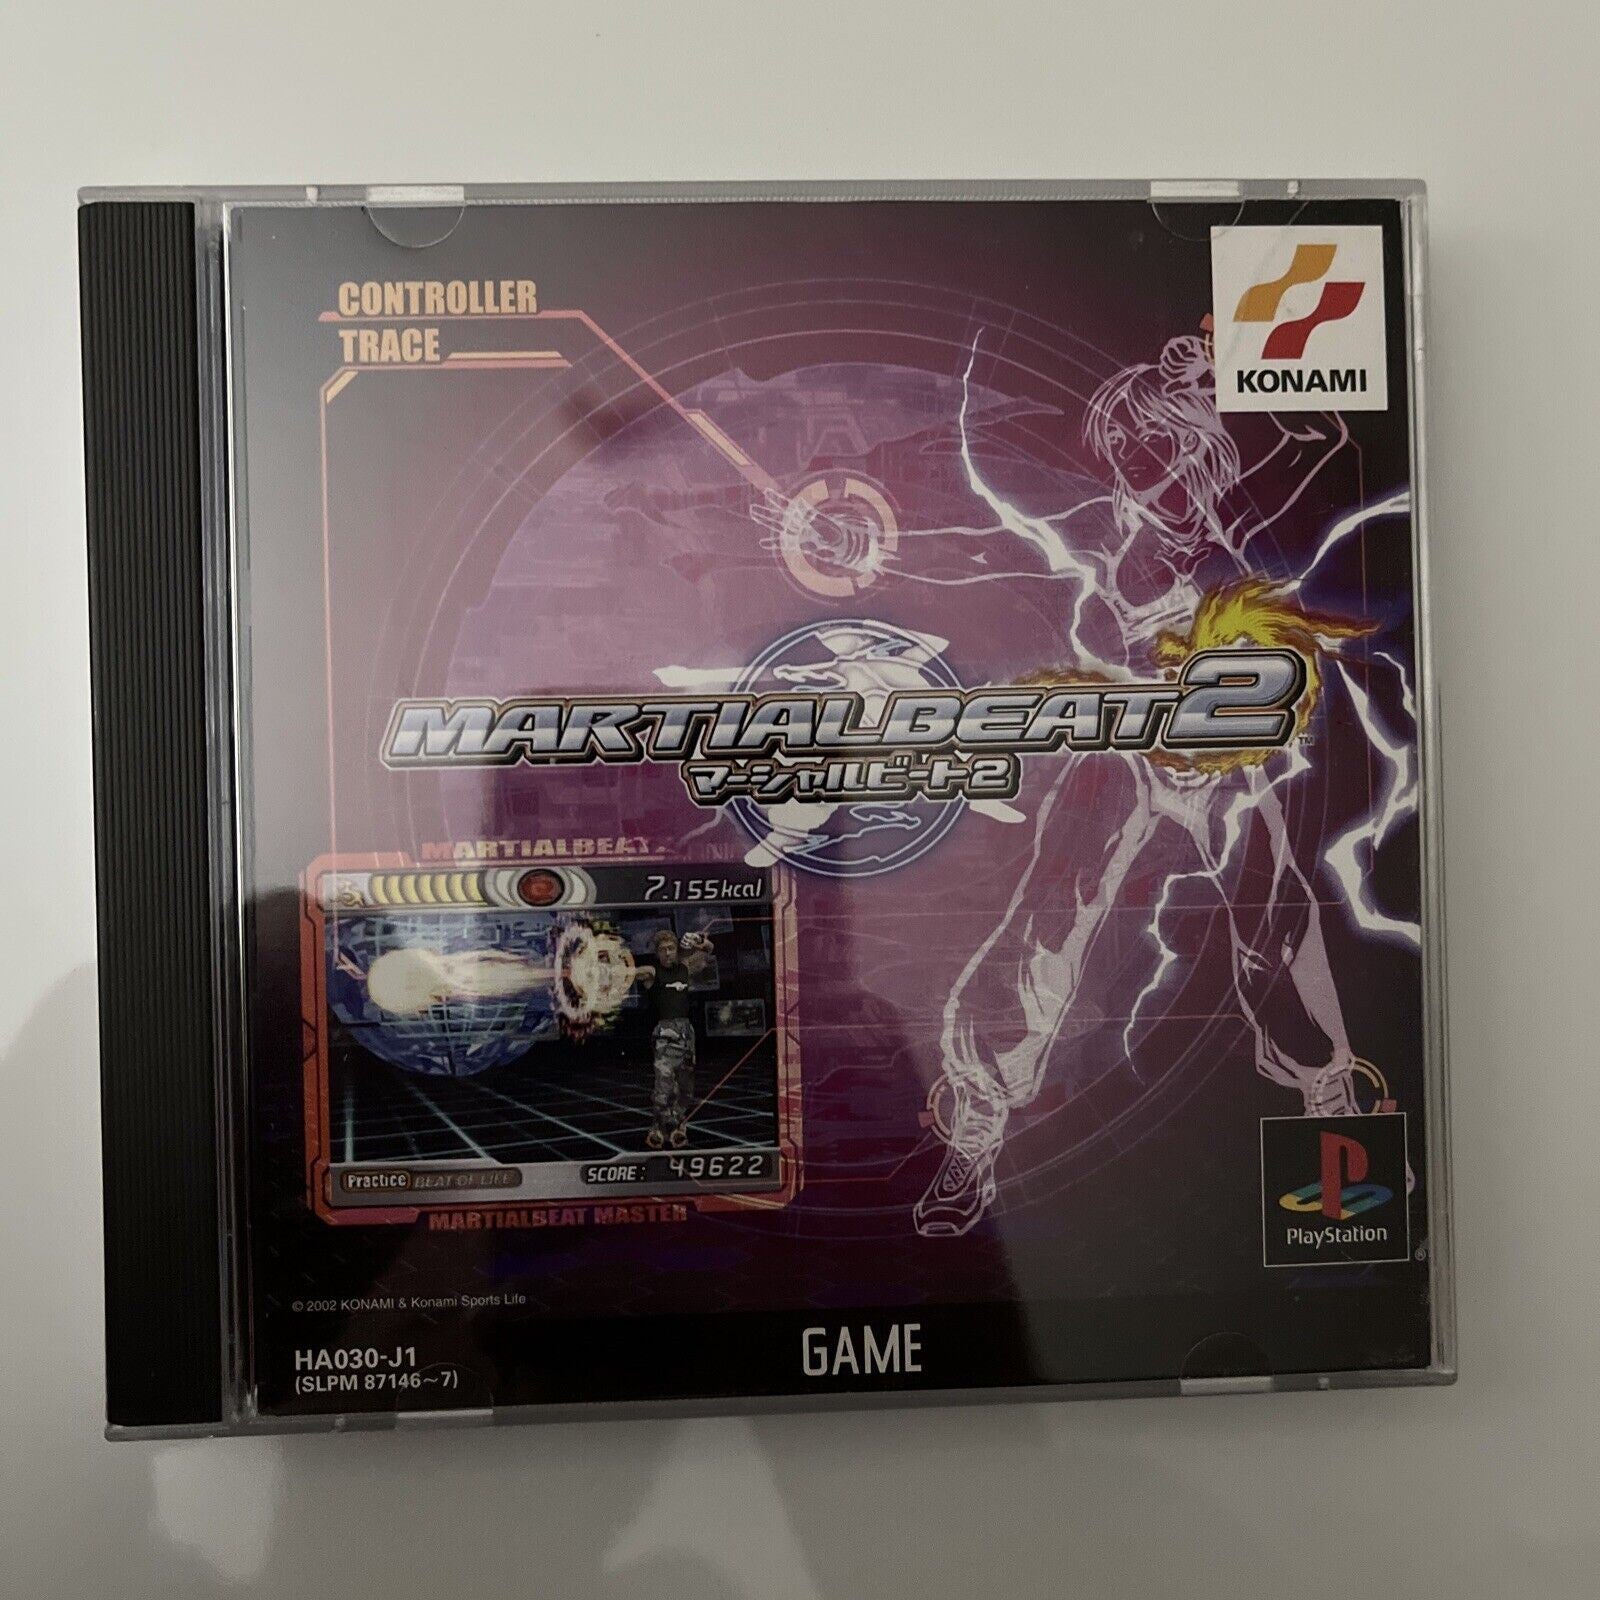 CONTROLLER
TRACE
KONAMI
MARTIALBEAT2
TM
マーシャルビート2
MARTIALBEAT
7.155kcal
Practice BEAT OF LIFE
SCORE: 49622
MARTIALBEAT MASTER
PlayStation
®
© 2002 KONAMI & Konami Sports Life
GAME
HA030-J1
(SLPM 87146~7)